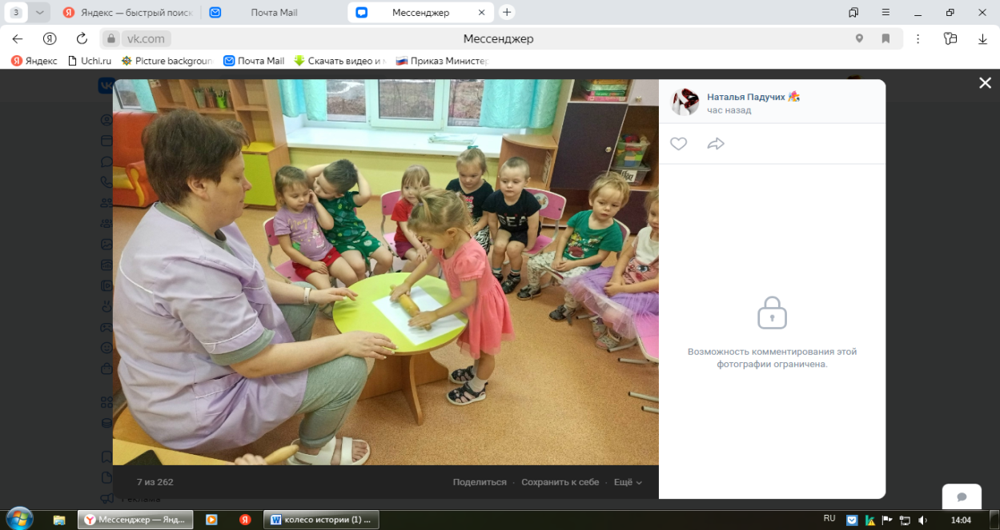 3
Яндекс — быстрый поиск
Почта Mail
Мессенджер
vk.com
Мессенджер
Яндекс
Uchi.ru
Picture backgroun
Почта Mail
Скачать видео и
Приказ Министер
Наталья Падучих
час назад
Возможность комментирования этой
фотографии ограничена.
7 из 262
Поделиться · Сохранить к себе · Ещё
Реклама
Мессенджер — Янд...
колесо истории (1) ...
RU
14:04